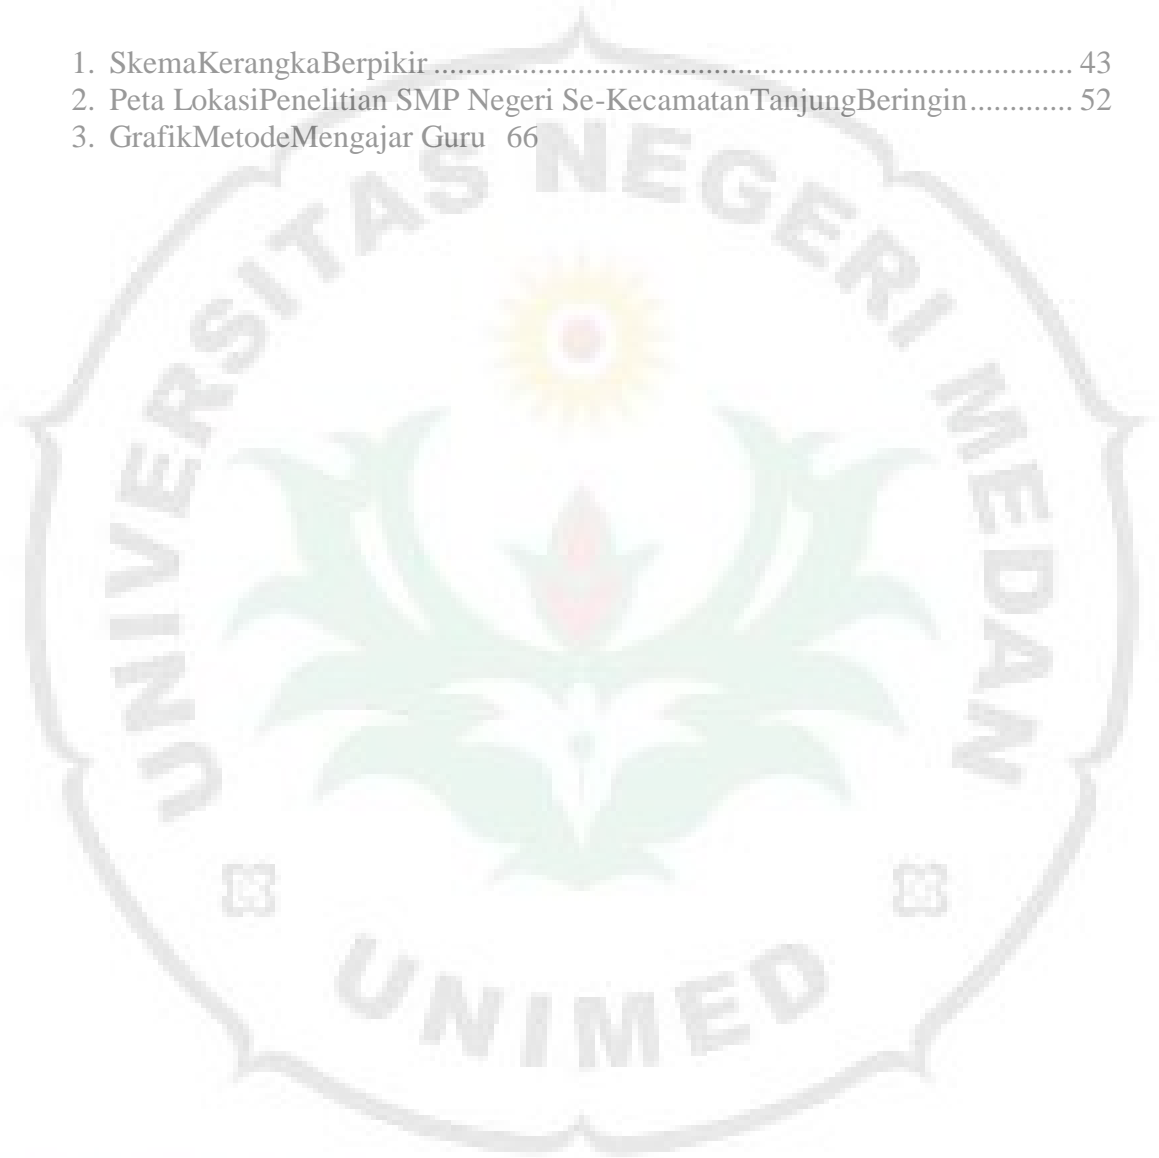 1. SkemaKerangkaBerpikir ................................................................................ 43
2. Peta LokasiPenelitian SMP Negeri Se-KecamatanTanjungBeringin............. 52
3. GrafikMetodeMengajar Guru 66
UNIVERSITAS NEGERI MEDAN
UNIMED